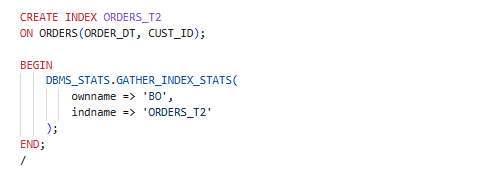 CREATE INDEX ORDERS_T2
ON ORDERS(ORDER_DT, CUST_ID);
BEGIN
DBMS_STATS.GATHER_INDEX_STATS(
ownname => 'BO',
indname => 'ORDERS_T2'
);
END;
/